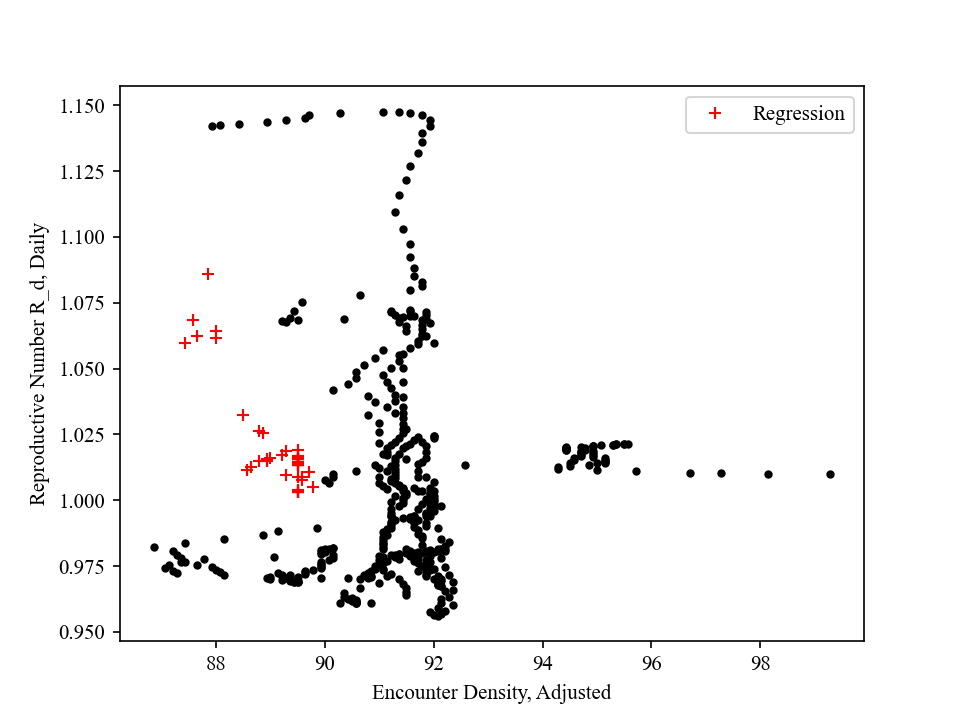 Regression
1.150
1.125
1.100
1.075
1.050
1.025
1.000
0.975
0.950
Reproductive Number R_d, Daily
88 90 92 94 96 98
Encounter Density, Adjusted